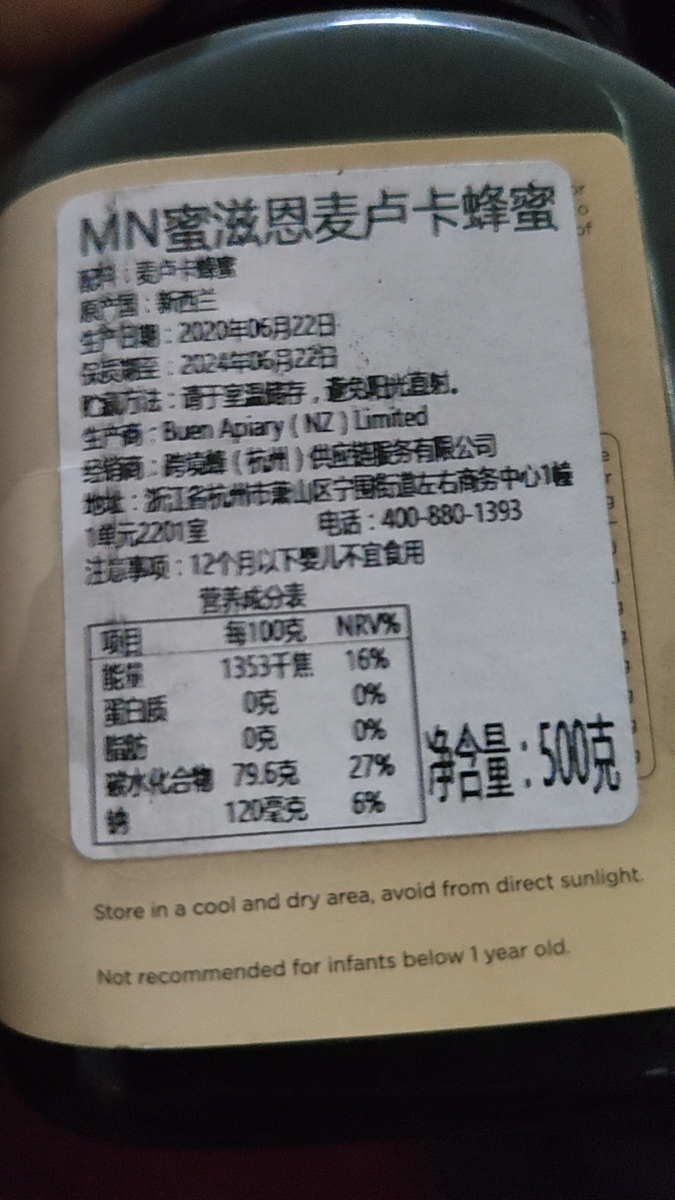 MN蜜滋恩麦卢卡蜂蜜
配料：麦卢卡蜂蜜
原产国：新西兰
生产日期：2020年06月22日
保质期至：2024年06月22日
贮藏方法：请于室温储存，避免阳光直射。
生产商：Buen Apiary（NZ）Limited
经销商：跨境蜂（杭州）供应链服务有限公司
地址：浙江省杭州市萧山区宁围街道左右商务中心1幢
1单元2201室 电话：400-880-1393
注意事项：12个月以下婴儿不宜食用
营养成分表
项目 每100克 NRV%
能量 1353千焦 16%
蛋白质 0克 0%
脂肪 0克 0%
碳水化合物 79.6克 27%
钠 120毫克 6%
净含量：500克
Store in a cool and dry area, avoid from direct sunlight.
Not recommended for infants below 1 year old.